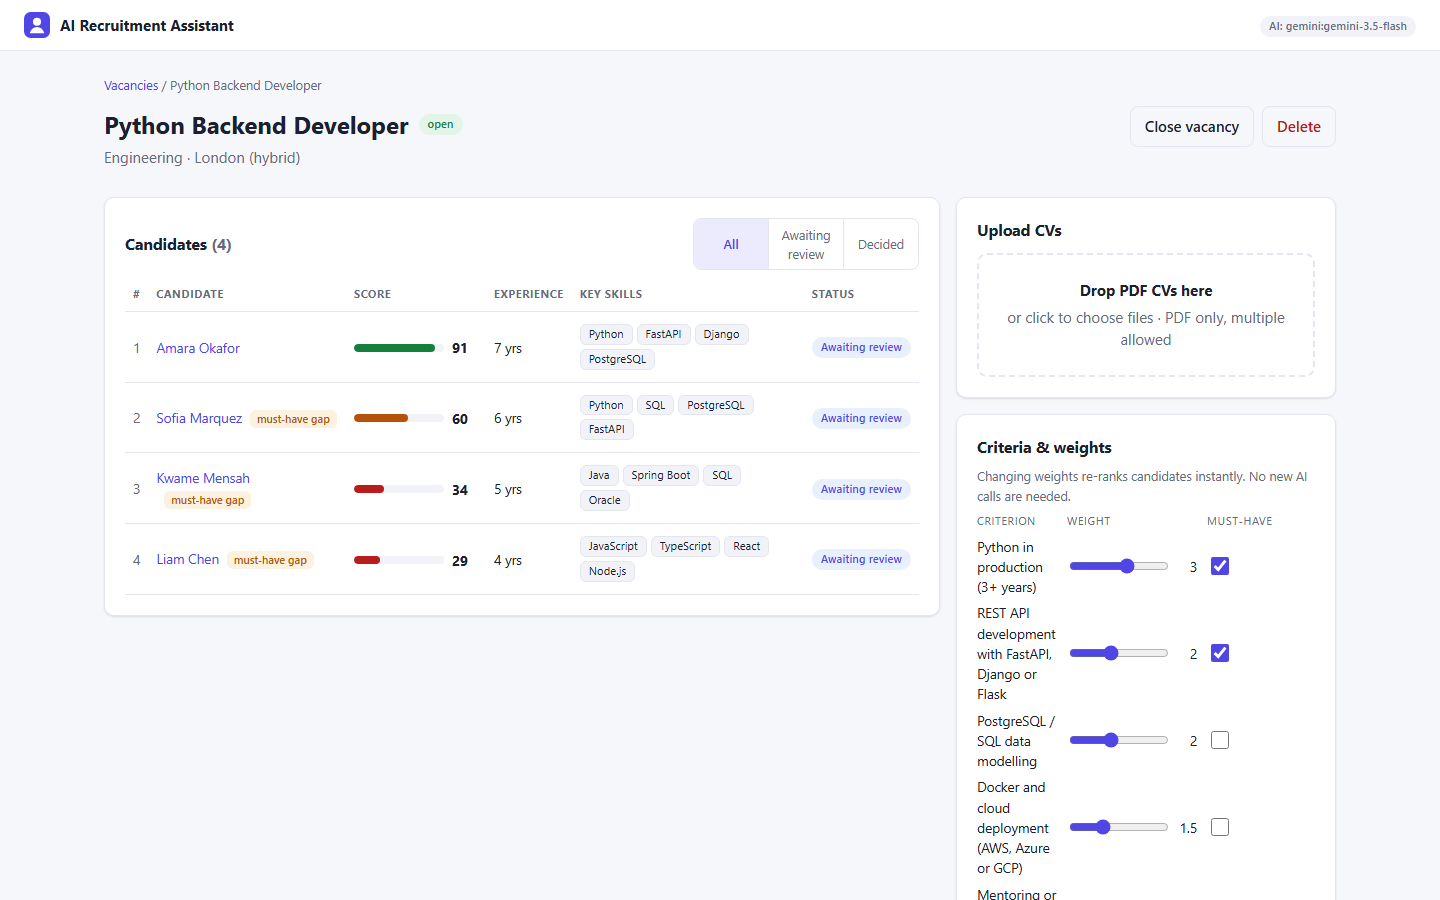 AI Recruitment Assistant
AI: gemini:gemini-3.5-flash
Vacancies / Python Backend Developer
Python Backend Developer open
Close vacancy
Delete
Engineering · London (hybrid)
Candidates (4)
All
Awaiting
review
Decided
# CANDIDATE SCORE EXPERIENCE KEY SKILLS STATUS
1 Amara Okafor 91 7 yrs
Python FastAPI Django
PostgreSQL
Awaiting review
2 Sofia Marquez must-have gap 60 6 yrs
Python SQL PostgreSQL
FastAPI
Awaiting review
3 Kwame Mensah
must-have gap
34 5 yrs
Java Spring Boot SQL
Oracle
Awaiting review
4 Liam Chen must-have gap 29 4 yrs
JavaScript TypeScript React
Node.js
Awaiting review
Upload CVs
Drop PDF CVs here
or click to choose files · PDF only, multiple
allowed
Criteria & weights
Changing weights re-ranks candidates instantly. No new AI
calls are needed.
CRITERION WEIGHT MUST-HAVE
Python in
production
(3+ years)
3
REST API
development
with FastAPI,
Django or
Flask
2
PostgreSQL /
SQL data
modelling
2
Docker and
cloud
deployment
(AWS, Azure
or GCP)
1.5
Mentoring or